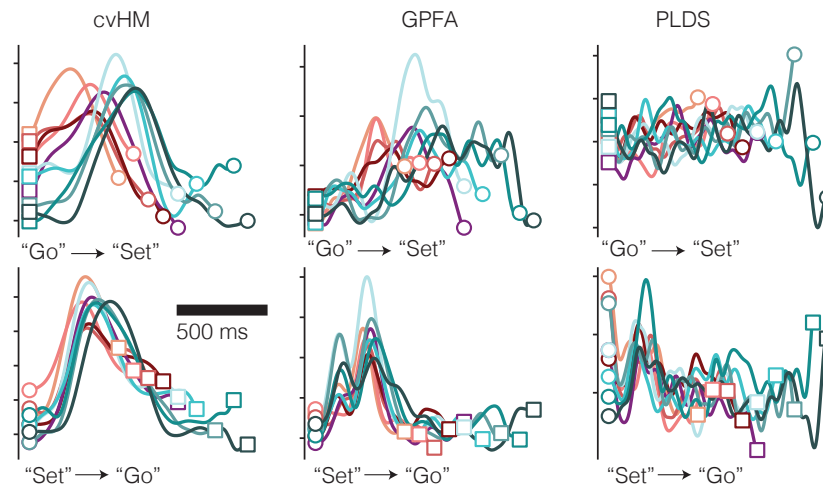 cvHM GPFA PLDS
“Go” → “Set” “Go” → “Set” “Go” → “Set”
500 ms
“Set” → “Go” “Set” → “Go” “Set” → “Go”